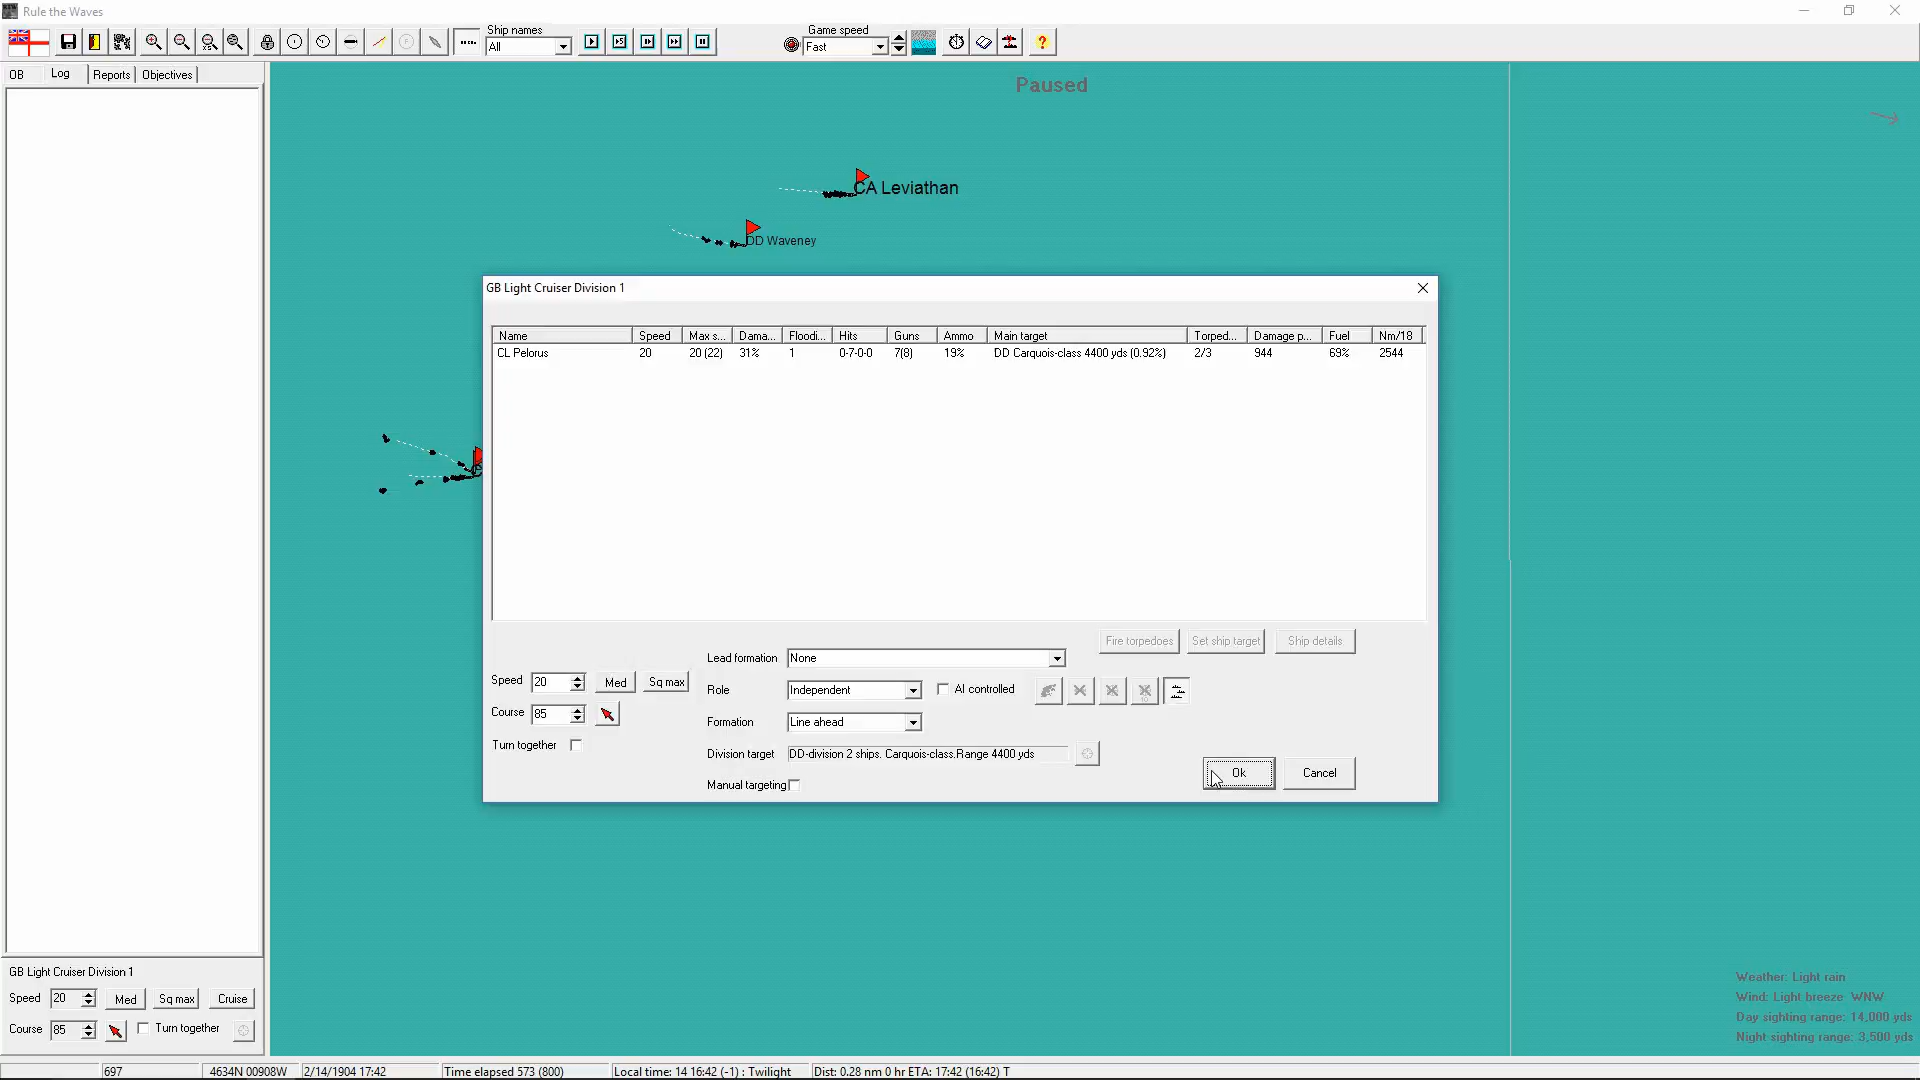 Rule the Waves
Ship names
All
Game speed
Fast
OB
Log
Reports
Objectives
Paused
CA Leviathan
DD Waveney
GB Light Cruiser Division 1
Name Speed Max s... Dama... Floodi... Hits Guns Ammo Main target Torped... Damage p... Fuel Nm/18
CL Pelorus 20 20 (22) 31% 1 0-7-0-0 7(8) 19% DD Carquois-class 4400 yds (0.92%) 2/3 944 69% 2544
Fire torpedoes Set ship target Ship details
Lead formation None
Speed 20 Med Sq max
Role Independent AI controlled
Course 85
Formation Line ahead
Turn together
Division target DD-division 2 ships. Carquois-class.Range 4400 yds
Manual targeting
Ok Cancel
GB Light Cruiser Division 1
Speed 20 Med Sq max Cruise
Course 85 Turn together
Weather: Light rain
Wind: Light breeze WNW
Day sighting range: 14,000 yds
Night sighting range: 3,500 yds
697 4634N 00908W 2/14/1904 17:42 Time elapsed 573 (800) Local time: 14 16:42 (-1) : Twilight Dist: 0.28 nm 0 hr ETA: 17:42 (16:42) T